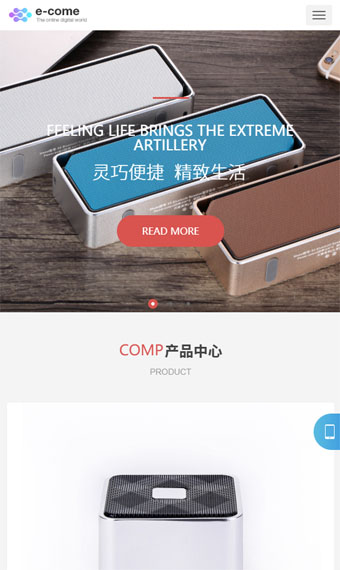 e-come
The online digital world
FEELING LIFE BRINGS THE EXTREME
ARTILLERY
灵巧便捷 精致生活
READ MORE
COMP产品中心
PRODUCT